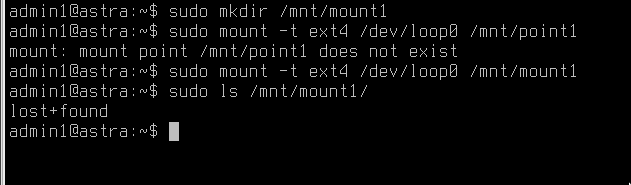 admin1@astra:~$ sudo mkdir /mnt/mount1
admin1@astra:~$ sudo mount -t ext4 /dev/loop0 /mnt/point1
mount: mount point /mnt/point1 does not exist
admin1@astra:~$ sudo mount -t ext4 /dev/loop0 /mnt/mount1
admin1@astra:~$ sudo ls /mnt/mount1/
lost+found
admin1@astra:~$